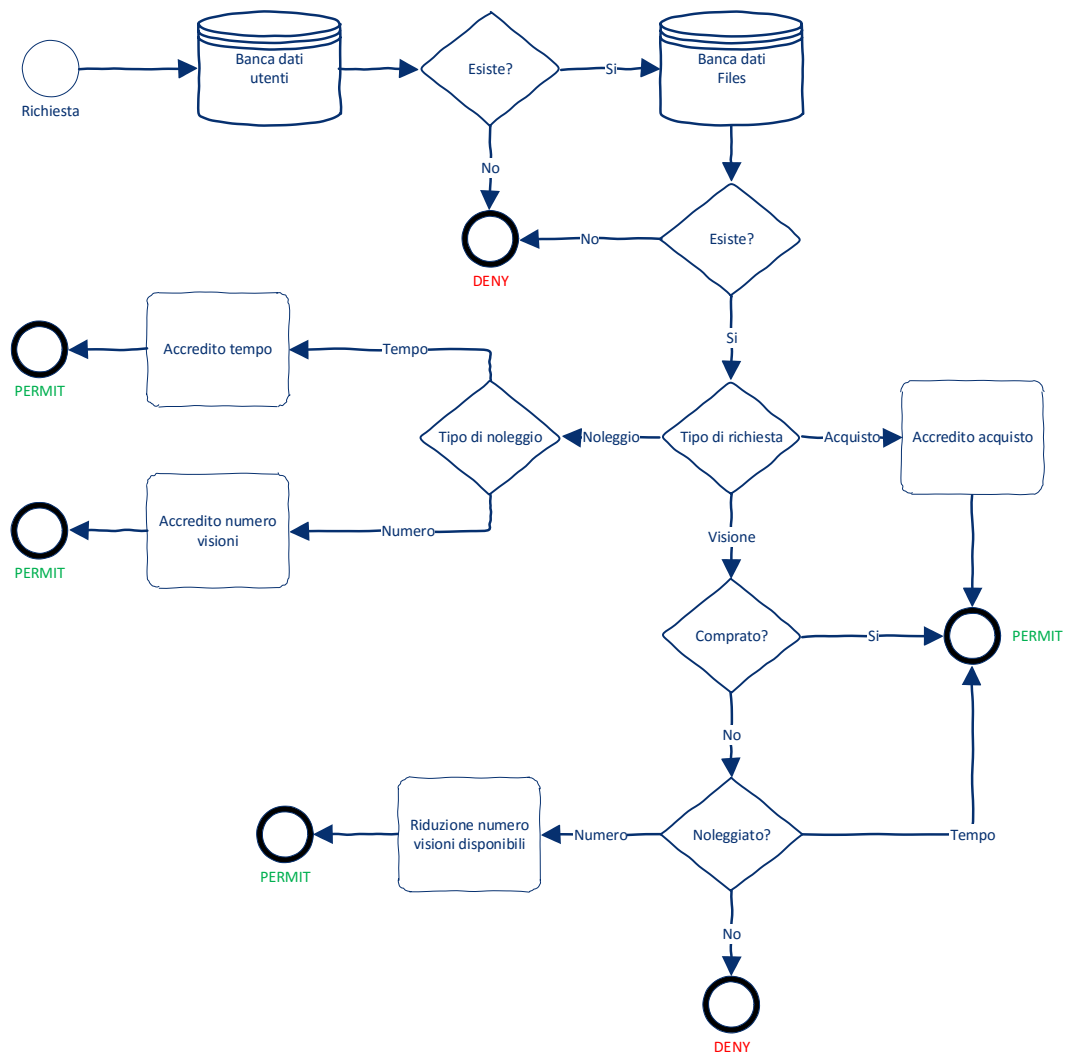 Banca dati
utenti
Esiste?
Si
Banca dati
Files
Richiesta
No
Esiste?
No
DENY
Si
Accredito tempo
Tempo
PERMIT
Tipo di noleggio
Noleggio
Tipo di richiesta
Acquisto
Accredito acquisto
Accredito numero
visioni
Numero
PERMIT
Visione
Comprato?
Si
PERMIT
No
Riduzione numero
visioni disponibili
Numero
Noleggiato?
Tempo
PERMIT
No
DENY